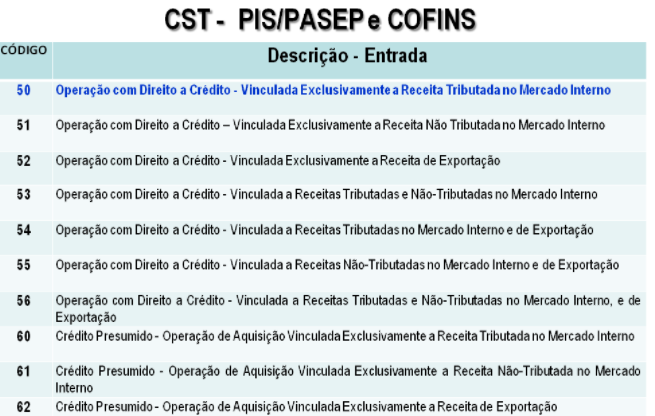 CST - PIS/PASEP e COFINS
CÓDIGO Descrição - Entrada
50 Operação com Direito a Crédito - Vinculada Exclusivamente a Receita Tributada no Mercado Interno
51 Operação com Direito a Crédito – Vinculada Exclusivamente a Receita Não Tributada no Mercado Interno
52 Operação com Direito a Crédito - Vinculada Exclusivamente a Receita de Exportação
53 Operação com Direito a Crédito - Vinculada a Receitas Tributadas e Não-Tributadas no Mercado Interno
54 Operação com Direito a Crédito - Vinculada a Receitas Tributadas no Mercado Interno e de Exportação
55 Operação com Direito a Crédito - Vinculada a Receitas Não-Tributadas no Mercado Interno e de Exportação
56 Operação com Direito a Crédito - Vinculada a Receitas Tributadas e Não-Tributadas no Mercado Interno, e de
Exportação
60 Crédito Presumido - Operação de Aquisição Vinculada Exclusivamente a Receita Tributada no Mercado Interno
61 Crédito Presumido - Operação de Aquisição Vinculada Exclusivamente a Receita Não-Tributada no Mercado
Interno
62 Crédito Presumido - Operação de Aquisição Vinculada Exclusivamente a Receita de Exportação